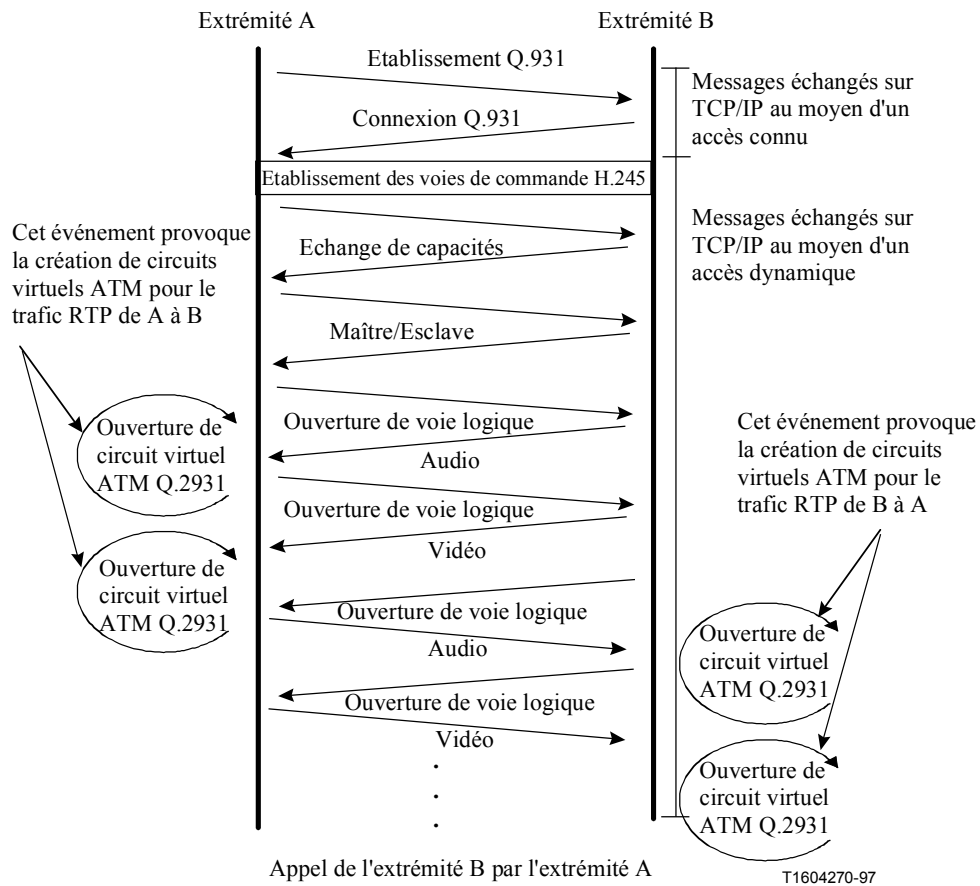 Extrémité A
Extrémité B
Etablissement Q.931
Messages échangés sur
TCP/IP au moyen d'un
accès connu
Connexion Q.931
Etablissement des voies de commande H.245
Messages échangés sur
TCP/IP au moyen d'un
accès dynamique
Cet événement provoque
la création de circuits
virtuels ATM pour le
trafic RTP de A à B
Echange de capacités
Maître/Esclave
Ouverture de voie logique
Audio
Ouverture de
circuit virtuel
ATM Q.2931
Cet événement provoque
la création de circuits
virtuels ATM pour le
trafic RTP de B à A
Ouverture de voie logique
Vidéo
Ouverture de
circuit virtuel
ATM Q.2931
Ouverture de voie logique
Audio
Ouverture de
circuit virtuel
ATM Q.2931
Ouverture de voie logique
Vidéo
Ouverture de
circuit virtuel
ATM Q.2931
Appel de l'extrémité B par l'extrémité A
T1604270-97